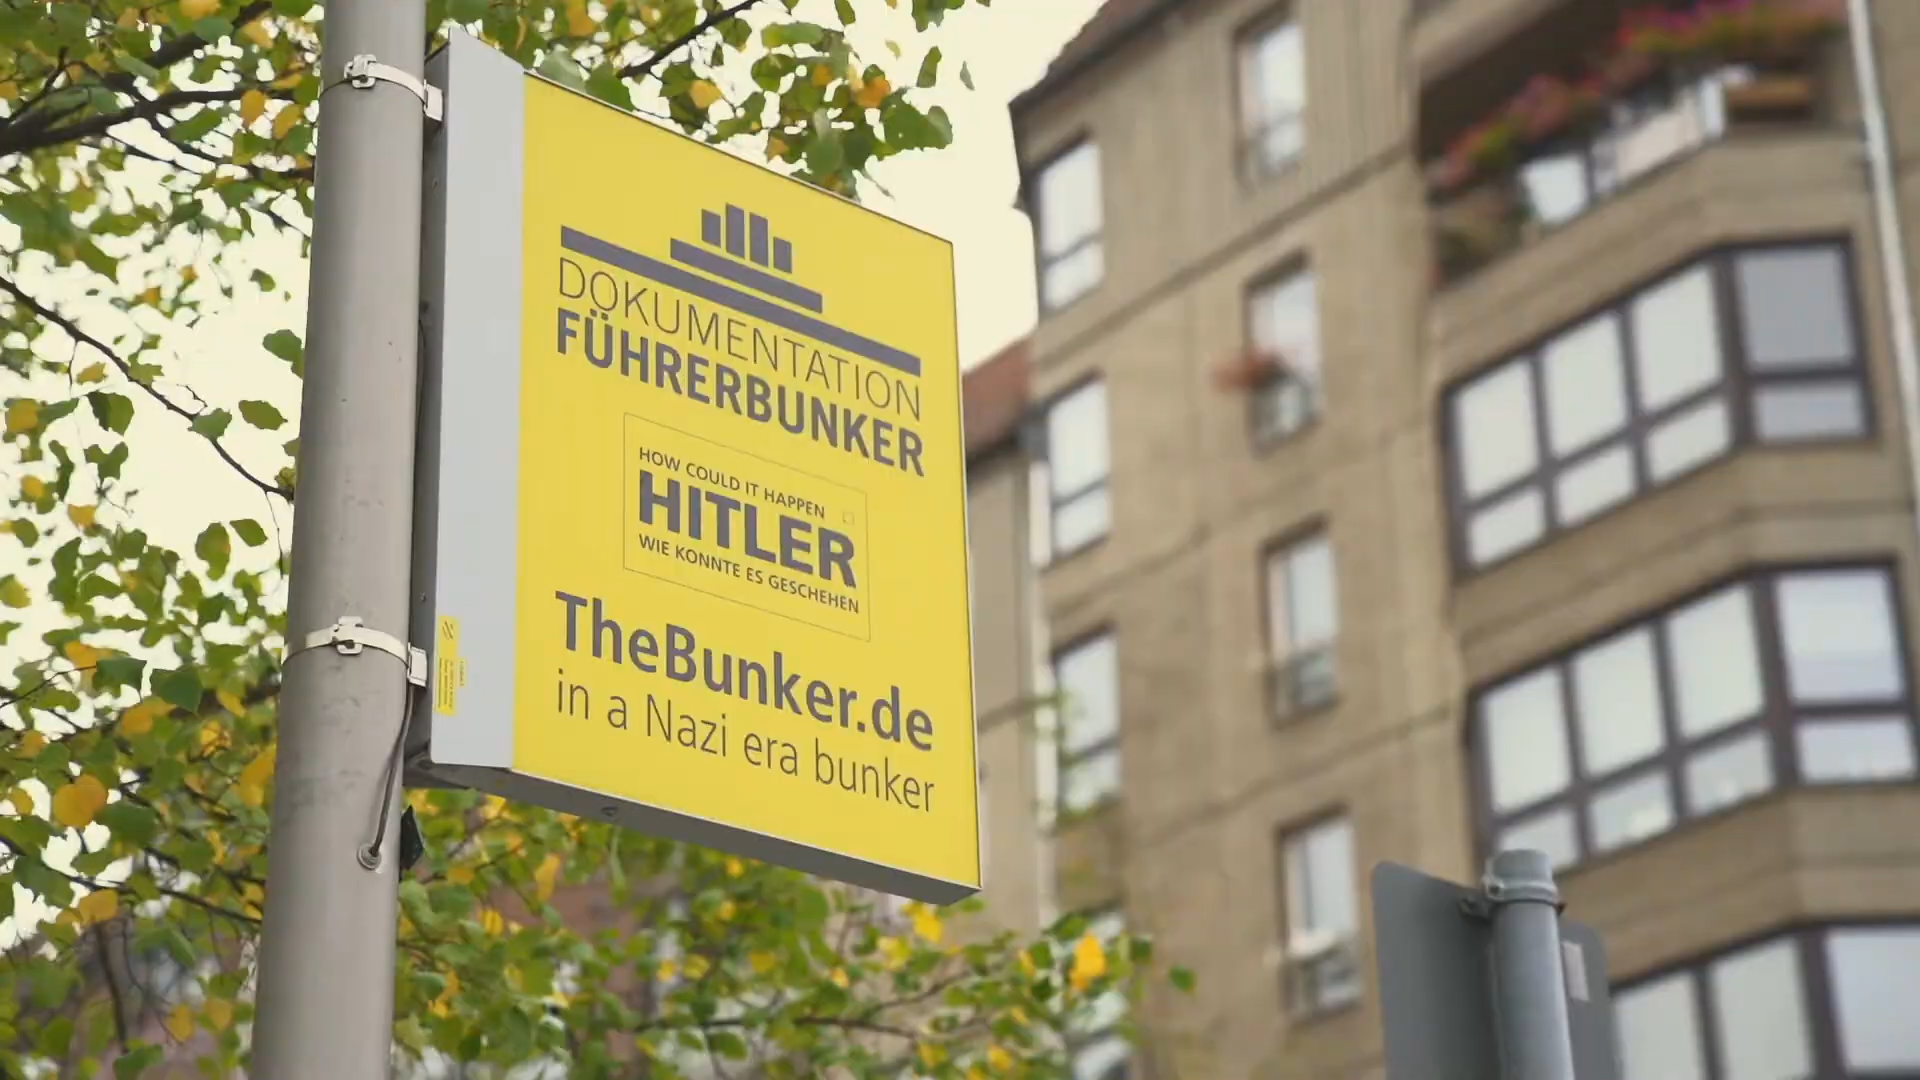 DOKUMENTATION
FÜHRERBUNKER
HOW COULD IT HAPPEN
HITLER
WIE KONNTE ES GESCHEHEN
TheBunker.de
in a Nazi era bunker